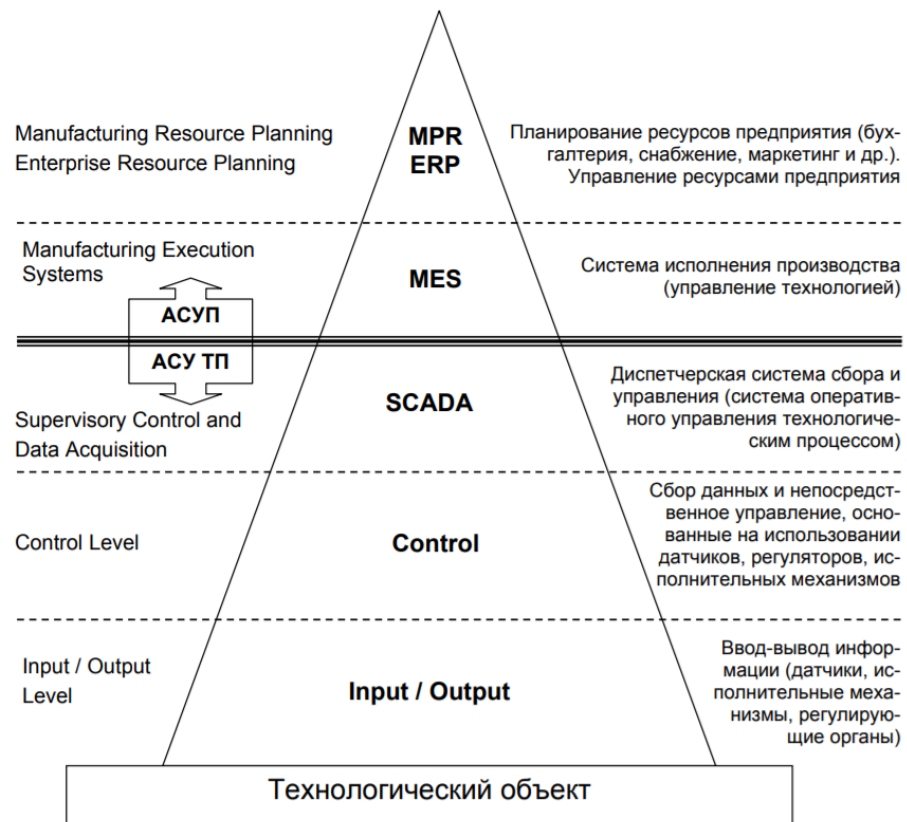 Manufacturing Resource Planning
Enterprise Resource Planning
MPR
ERP
Планирование ресурсов предприятия (бух-
галтерия, снабжение, маркетинг и др.).
Управление ресурсами предприятия
Manufacturing Execution
Systems
MES
Система исполнения производства
(управление технологией)
АСУП
АСУ ТП
Supervisory Control and
Data Acquisition
SCADA
Диспетчерская система сбора и
управления (система оператив-
ного управления технологиче-
ским процессом)
Control Level
Control
Сбор данных и непосредст-
венное управление, осно-
ванные на использовании
датчиков, регуляторов, ис-
полнительных механизмов
Input / Output
Level
Input / Output
Ввод-вывод инфор-
мации (датчики, ис-
полнительные меха-
низмы, регулирую-
щие органы)
Технологический объект